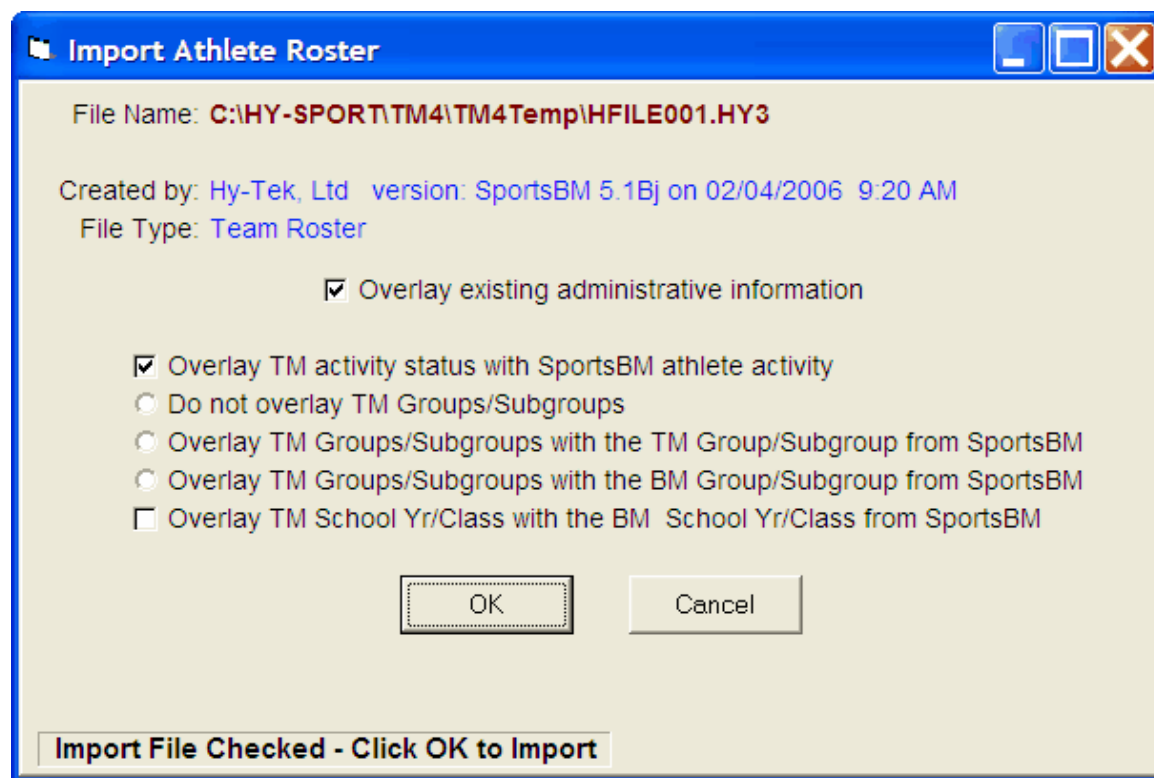 Import Athlete Roster
File Name: C:\HY-SPORT\TM4\TM4Temp\HFILE001.HY3
Created by: Hy-Tek, Ltd version: SportsBM 5.1Bj on 02/04/2006 9:20 AM
File Type: Team Roster
Overlay existing administrative information
Overlay TM activity status with SportsBM athlete activity
Do not overlay TM Groups/Subgroups
Overlay TM Groups/Subgroups with the TM Group/Subgroup from SportsBM
Overlay TM Groups/Subgroups with the BM Group/Subgroup from SportsBM
Overlay TM School Yr/Class with the BM School Yr/Class from SportsBM
OK Cancel
Import File Checked - Click OK to Import